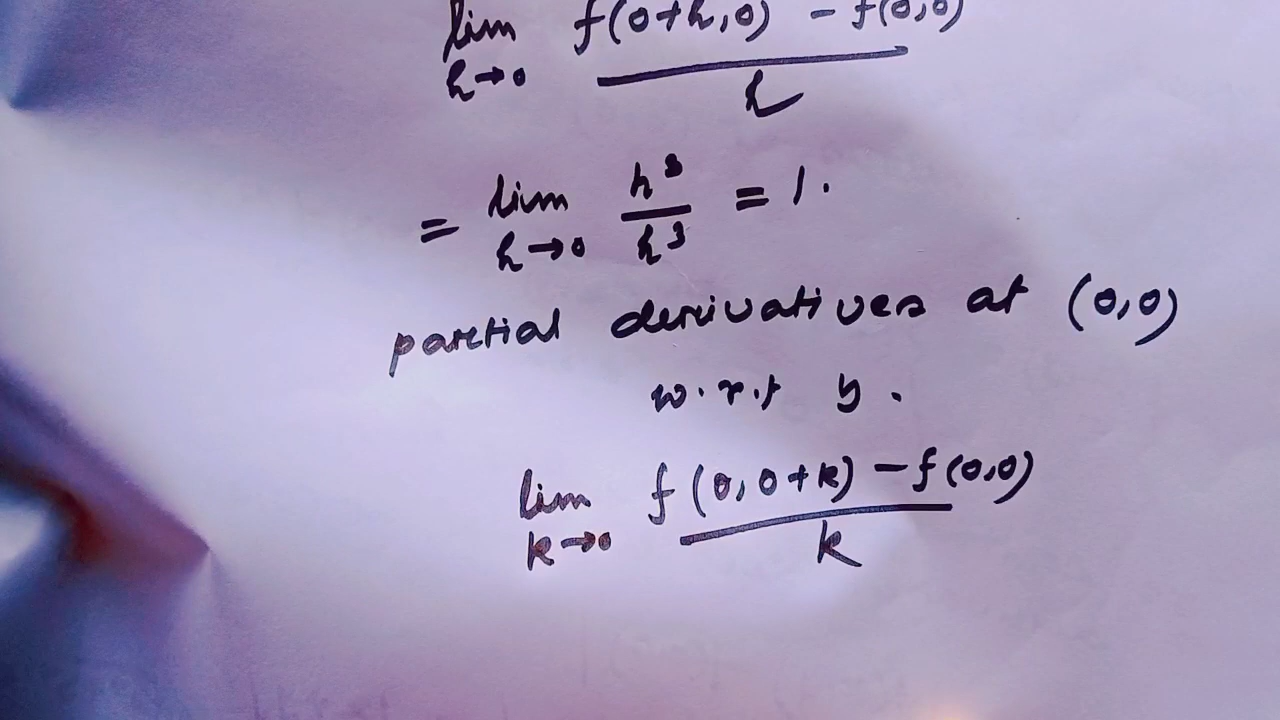 lim f(0+h,0) - f(0,0)
h→0 h
= lim h³ = 1.
h→0 h³
partial derivatives at (0,0)
w.r.t y.
lim f(0,0+k) - f(0,0)
k→0 k